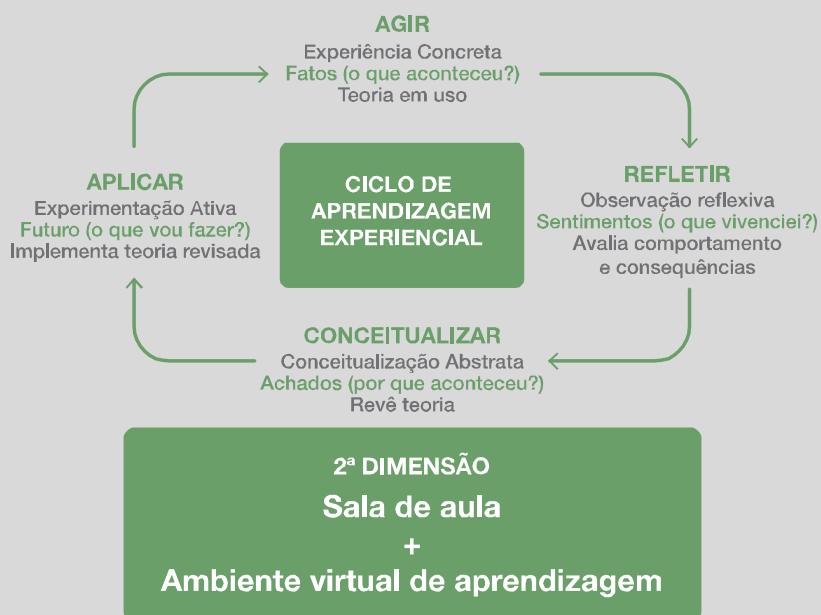 AGIR
Experiência Concreta
Fatos (o que aconteceu?)
Teoria em uso
REFLETIR
Observação reflexiva
Sentimentos (o que vivenciei?)
Avalia comportamento
e consequências
CONCEITUALIZAR
Conceitualização Abstrata
Achados (por que aconteceu?)
Revê teoria
APLICAR
Experimentação Ativa
Futuro (o que vou fazer?)
Implementa teoria revisada
CICLO DE
APRENDIZAGEM
EXPERIENCIAL
2ª DIMENSÃO
Sala de aula
+
Ambiente virtual de aprendizagem